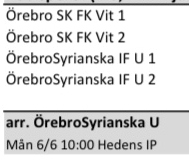 Örebro SK FK Vit 1
Örebro SK FK Vit 2
ÖrebroSyrianska IF U 1
ÖrebroSyrianska IF U 2
arr. ÖrebroSyrianska U
Mån 6/6 10:00 Hedens IP